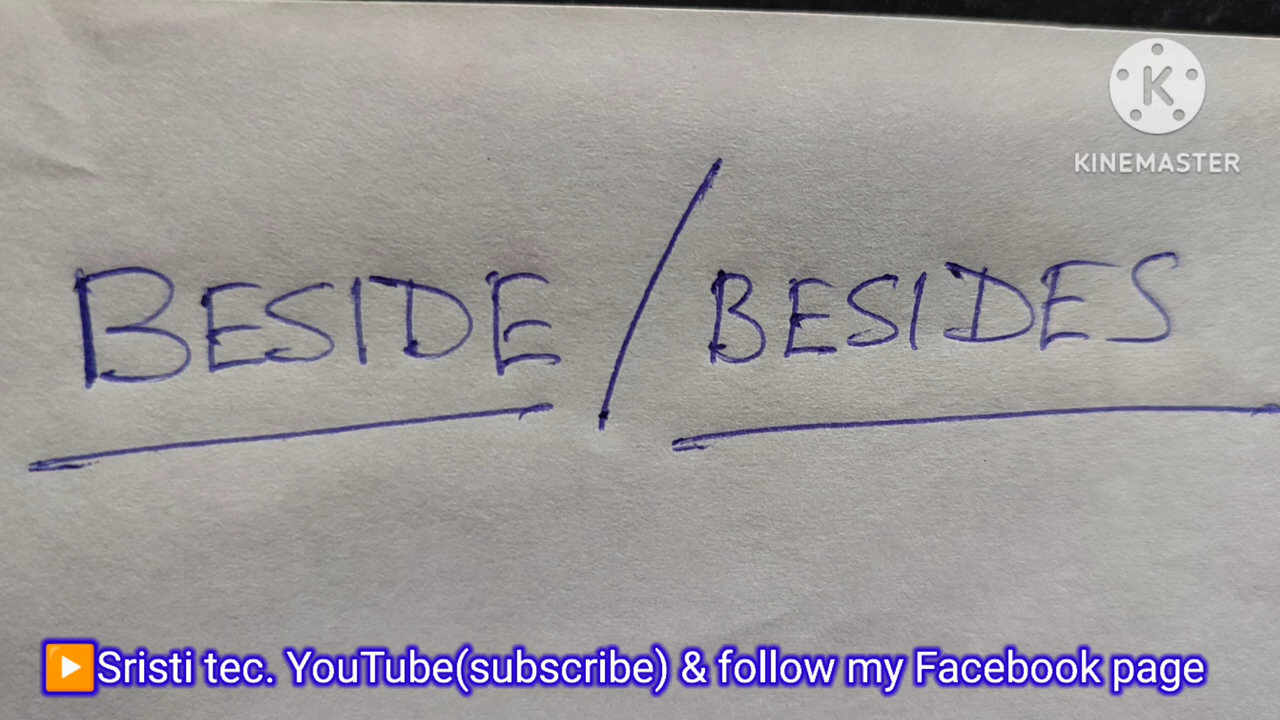 KINEMASTER
BESIDE / BESIDES
▶️Sristi tec. YouTube(subscribe) & follow my Facebook page